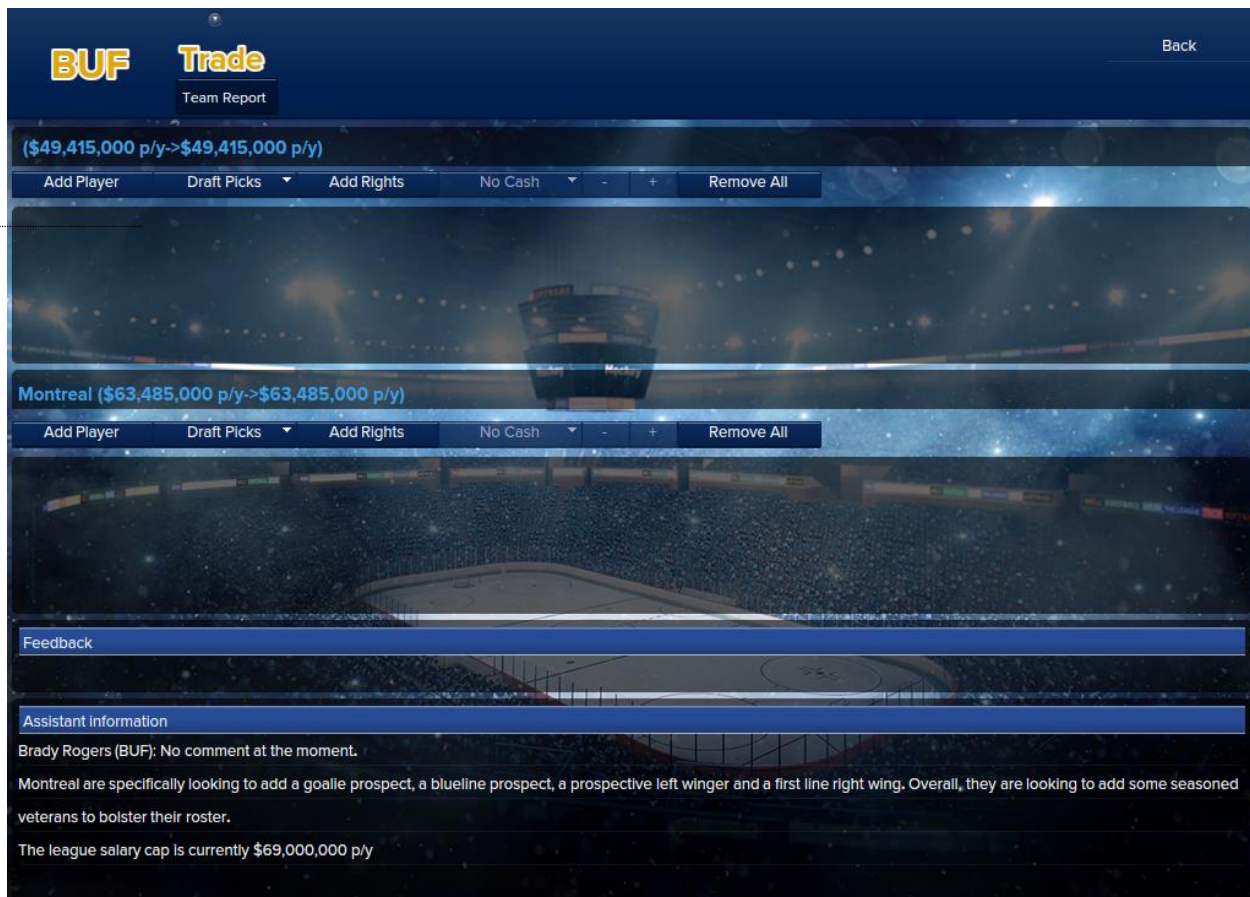 BUF
Trade
Back
Team Report
($49,415,000 p/y->$49,415,000 p/y)
Add Player Draft Picks Add Rights No Cash - + Remove All
Montreal ($63,485,000 p/y->$63,485,000 p/y)
Add Player Draft Picks Add Rights No Cash - + Remove All
Feedback
Assistant information
Brady Rogers (BUF): No comment at the moment.
Montreal are specifically looking to add a goalie prospect, a blueline prospect, a prospective left winger and a first line right wing. Overall, they are looking to add some seasoned
veterans to bolster their roster.
The league salary cap is currently $69,000,000 p/y